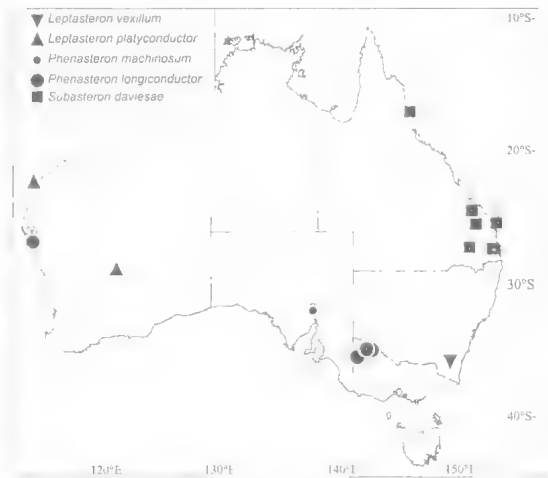 Leptasteron vexillum
Leptasteron platyconductor
Phenasteron machinosum
Phenasteron longiconductor
Subasteron daviesae
10°S-
20°S-
30°S-
40°S-
120°E
130°E
140°E
150°E